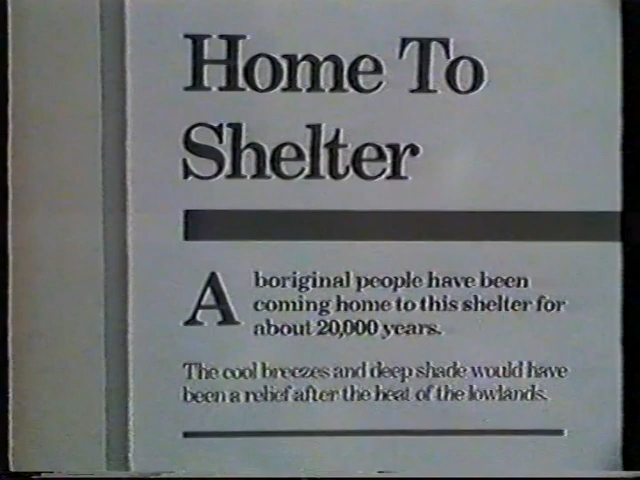 Home To
Shelter
Aboriginal people have been
coming home to this shelter for
about 20,000 years.
The cool breezes and deep shade would have
been a relief after the heat of the lowlands.